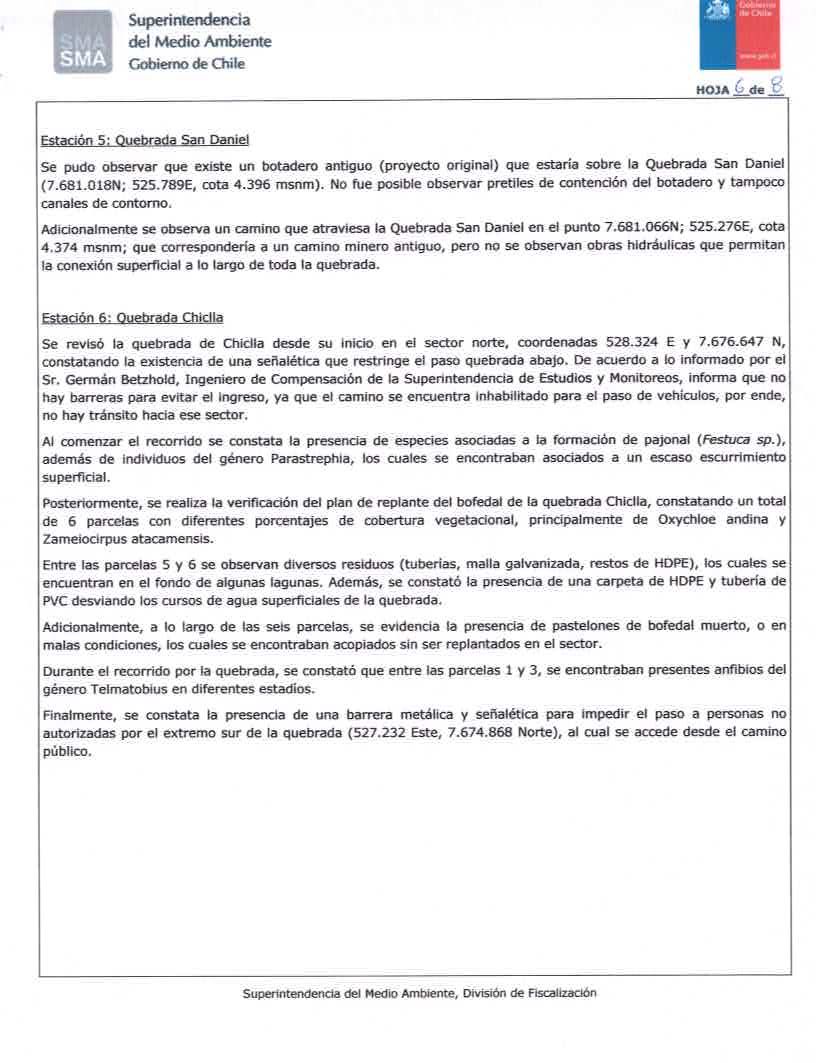 SMA
SMA
Superintendencia
del Medio Ambiente
Gobierno de Chile
Gobierno
de Chile
www.gob.cl
HOJA 6 de 8
Estación 5: Quebrada San Daniel
Se pudo observar que existe un botadero antiguo (proyecto original) que estaría sobre la Quebrada San Daniel
(7.681.018N; 525.789E, cota 4.396 msnm). No fue posible observar pretiles de contención del botadero y tampoco
canales de contorno.
Adicionalmente se observa un camino que atraviesa la Quebrada San Daniel en el punto 7.681.066N; 525.276E, cota
4.374 msnm; que correspondería a un camino minero antiguo, pero no se observan obras hidráulicas que permitan
la conexión superficial a lo largo de toda la quebrada.
Estación 6: Quebrada Chiclla
Se revisó la quebrada de Chiclla desde su inicio en el sector norte, coordenadas 528.324 E y 7.676.647 N,
constatando la existencia de una señalética que restringe el paso quebrada abajo. De acuerdo a lo informado por el
Sr. Germán Betzhold, Ingeniero de Compensación de la Superintendencia de Estudios y Monitoreos, informa que no
hay barreras para evitar el ingreso, ya que el camino se encuentra inhabilitado para el paso de vehículos, por ende,
no hay tránsito hacia ese sector.
Al comenzar el recorrido se constata la presencia de especies asociadas a la formación de pajonal (Festuca sp.),
además de individuos del género Parastrephia, los cuales se encontraban asociados a un escaso escurrimiento
superficial.
Posteriormente, se realiza la verificación del plan de replante del bofedal de la quebrada Chiclla, constatando un total
de 6 parcelas con diferentes porcentajes de cobertura vegetacional, principalmente de Oxychloe andina y
Zameiocirpus atacamensis.
Entre las parcelas 5 y 6 se observan diversos residuos (tuberías, malla galvanizada, restos de HDPE), los cuales se
encuentran en el fondo de algunas lagunas. Además, se constató la presencia de una carpeta de HDPE y tubería de
PVC desviando los cursos de agua superficiales de la quebrada.
Adicionalmente, a lo largo de las seis parcelas, se evidencia la presencia de pastelones de bofedal muerto, o en
malas condiciones, los cuales se encontraban acopiados sin ser replantados en el sector.
Durante el recorrido por la quebrada, se constató que entre las parcelas 1 y 3, se encontraban presentes anfibios del
género Telmatobius en diferentes estadíos.
Finalmente, se constata la presencia de una barrera metálica y señalética para impedir el paso a personas no
autorizadas por el extremo sur de la quebrada (527.232 Este, 7.674.868 Norte), al cual se accede desde el camino
público.
Superintendencia del Medio Ambiente, División de Fiscalización